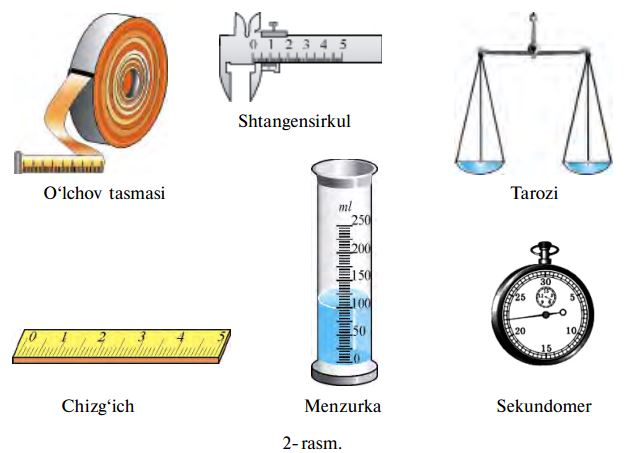 0 1 2 3 4 5
Shtangensirkul
O‘lchov tasmasi
Tarozi
ml
250
200
150
100
50
0
30
25 5
20 10
15
0 1 2 3 4 5
Chizg‘ich
Menzurka
Sekundomer
2- rasm.